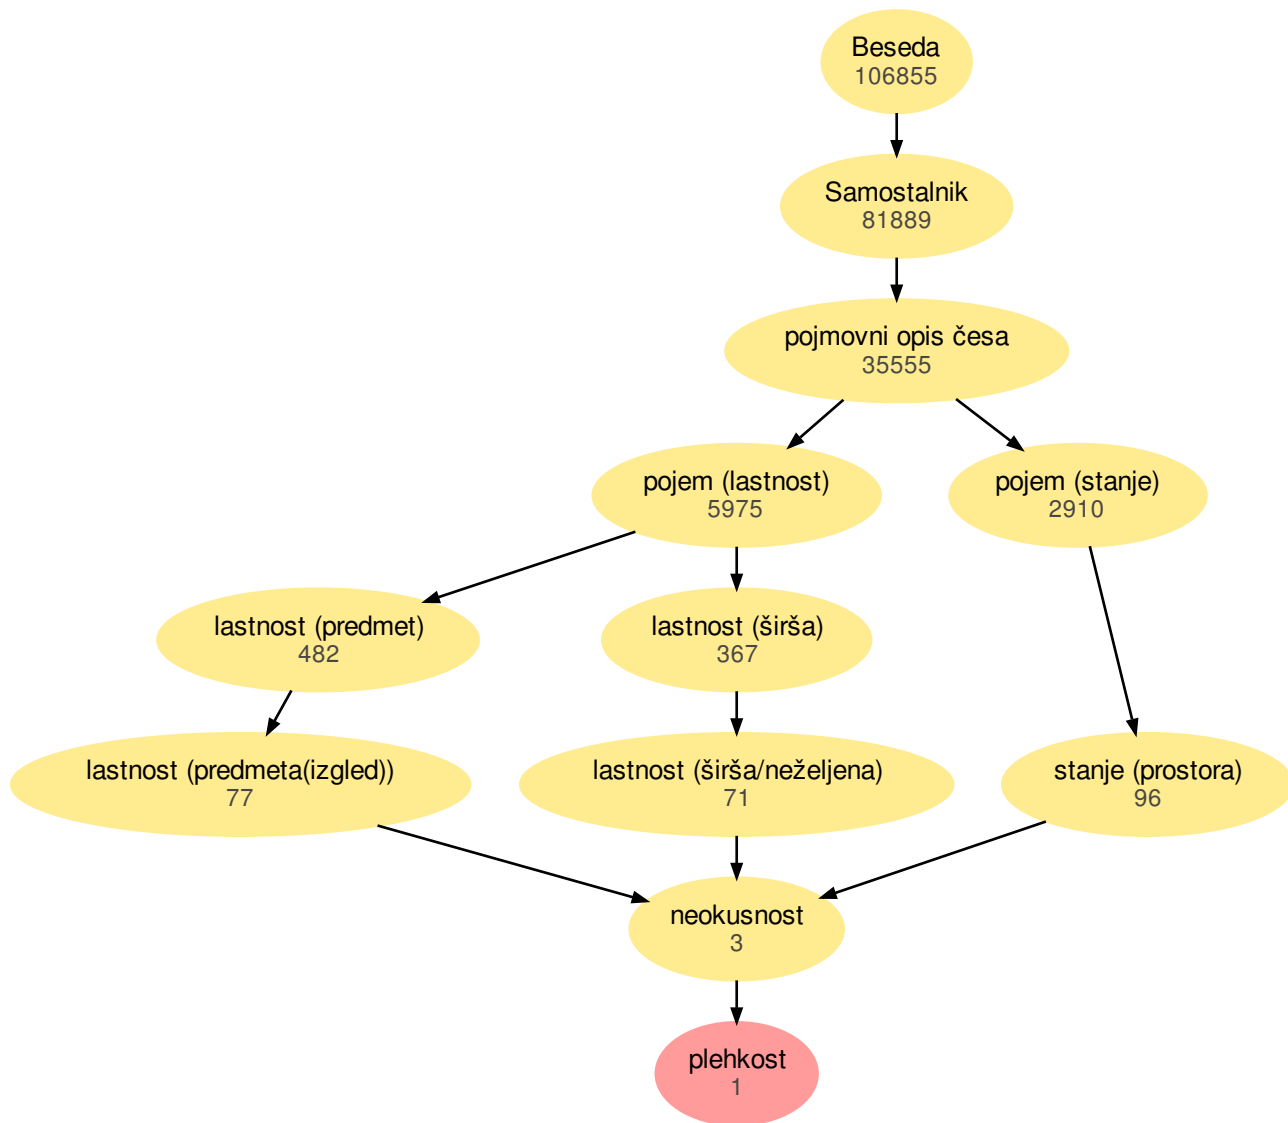 Beseda
106855
Samostalnik
81889
pojmovni opis česa
35555
pojem (lastnost)
5975
pojem (stanje)
2910
lastnost (predmet)
482
lastnost (širša)
367
lastnost (predmeta(izgled))
77
lastnost (širša/neželjena)
71
stanje (prostora)
96
neokusnost
3
plehkost
1